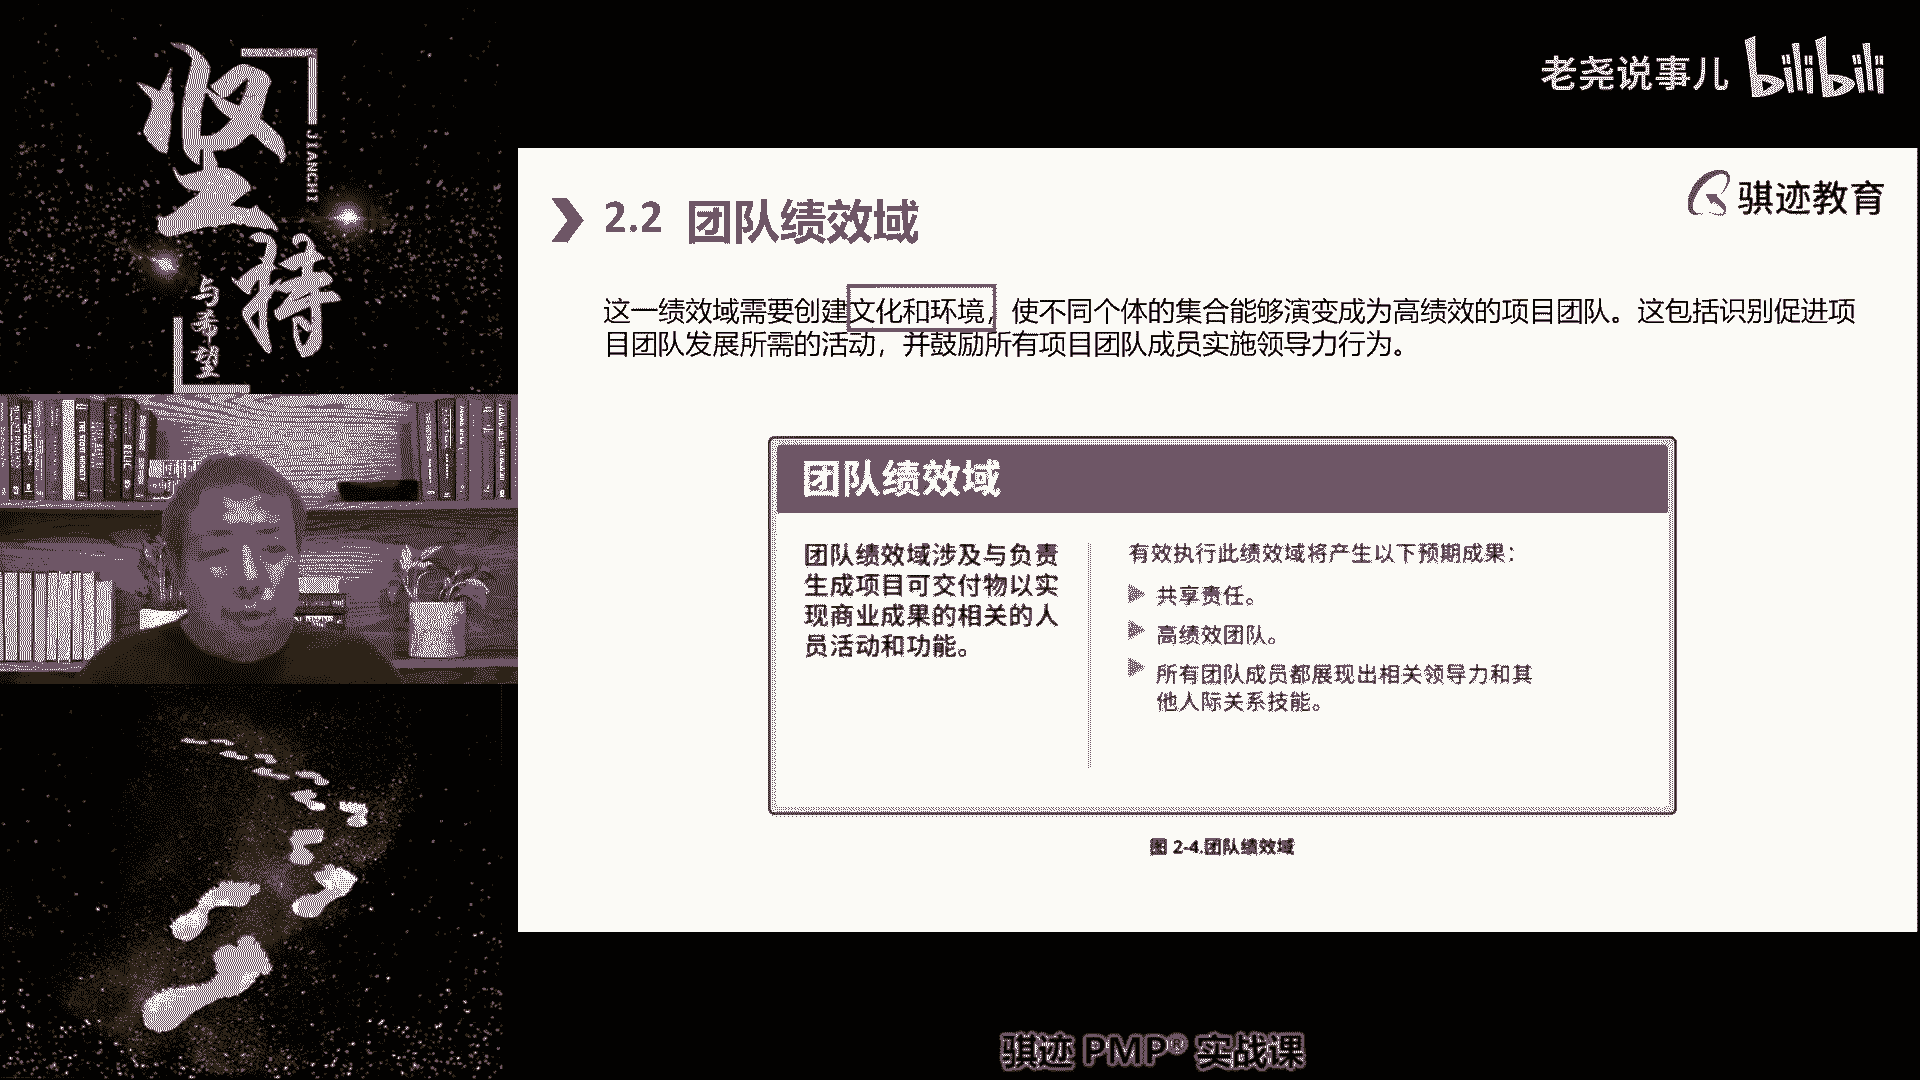 坚持
JIANCHI
与希望
老尧说事儿 bilibili
骐迹教育
2.2 团队绩效域
这一绩效域需要创建文化和环境，使不同个体的集合能够演变成为高绩效的项目团队。这包括识别促进项
目团队发展所需的活动，并鼓励所有项目团队成员实施领导力行为。
团队绩效域
团队绩效域涉及与负责
生成项目可交付物以实
现商业成果的相关的人
员活动和功能。
有效执行此绩效域将产生以下预期成果：
共享责任。
高绩效团队。
所有团队成员都展现出相关领导力和其
他人际关系技能。
图 2-4.团队绩效域
骐迹 PMP® 实战课